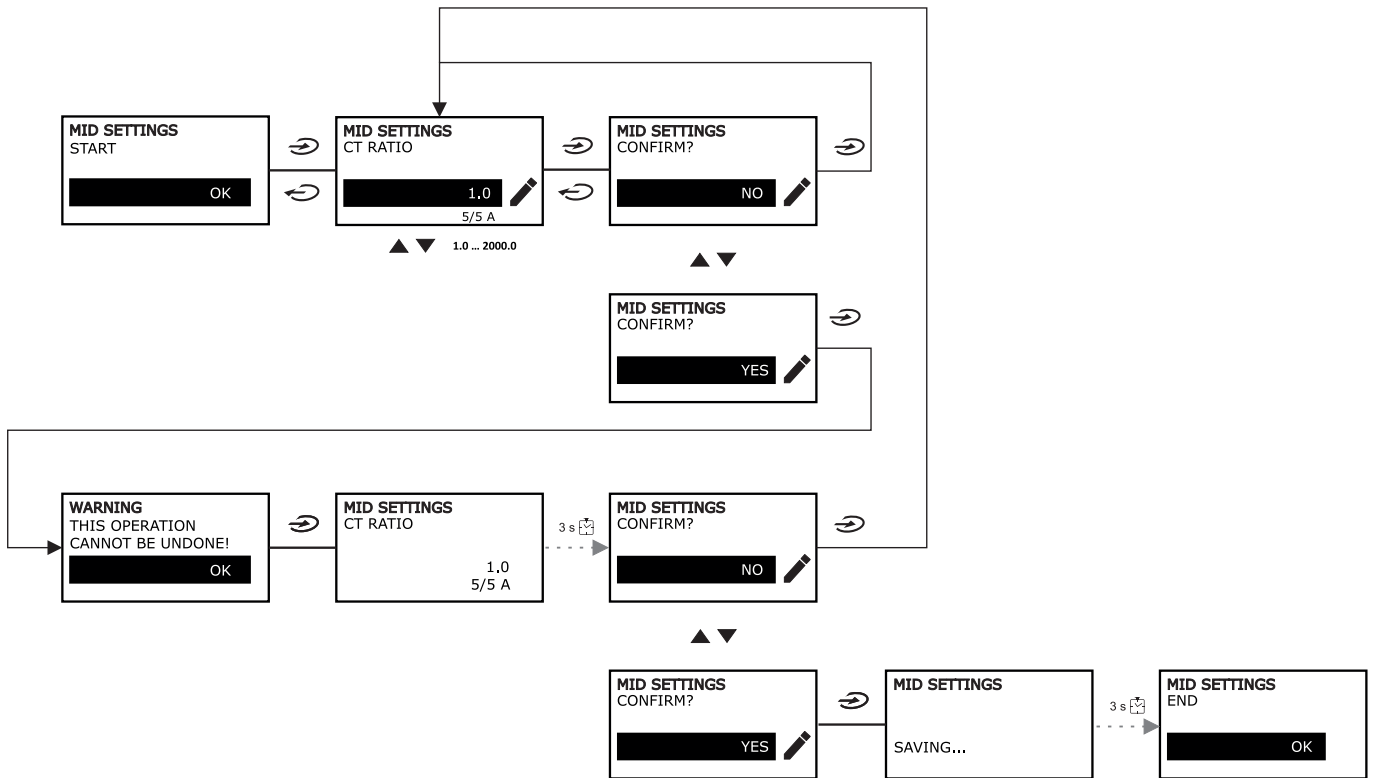 MID SETTINGS
START
OK
MID SETTINGS
CT RATIO
1.0
5/5 A
1.0 ... 2000.0
MID SETTINGS
CONFIRM?
NO
MID SETTINGS
CONFIRM?
YES
WARNING
THIS OPERATION
CANNOT BE UNDONE!
OK
MID SETTINGS
CT RATIO
1.0
5/5 A
3 s
MID SETTINGS
CONFIRM?
NO
MID SETTINGS
CONFIRM?
YES
MID SETTINGS
SAVING...
3 s
MID SETTINGS
END
OK